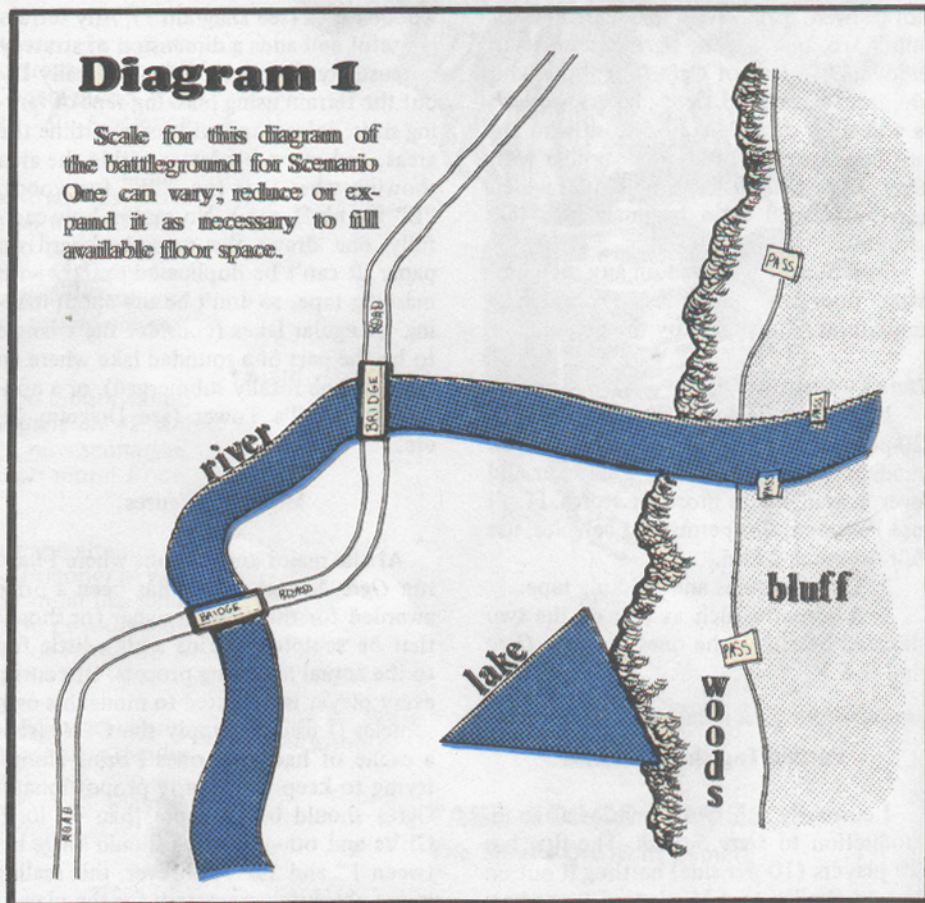 Diagram 1
Scale for this diagram of
the battleground for Scenario
One can vary; reduce or ex-
pand it as necessary to fill
available floor space.
ROAD
PASS
BRIDGE
PASS
river
PASS
bluff
BRIDGE
ROAD
PASS
lake
woods
ROAD